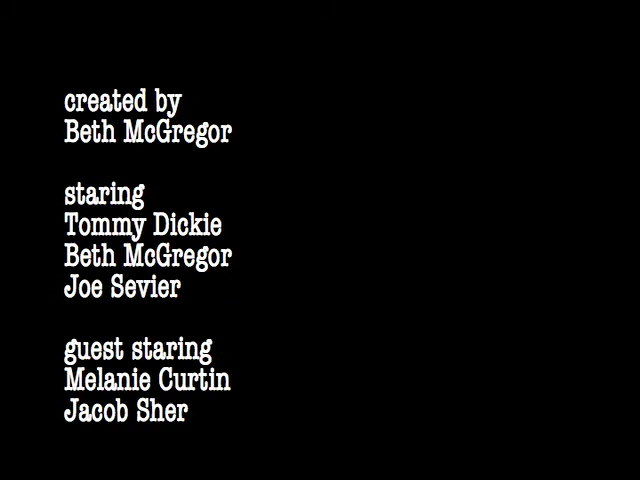 created by
Beth McGregor
staring
Tommy Dickie
Beth McGregor
Joe Sevier
guest staring
Melanie Curtin
Jacob Sher